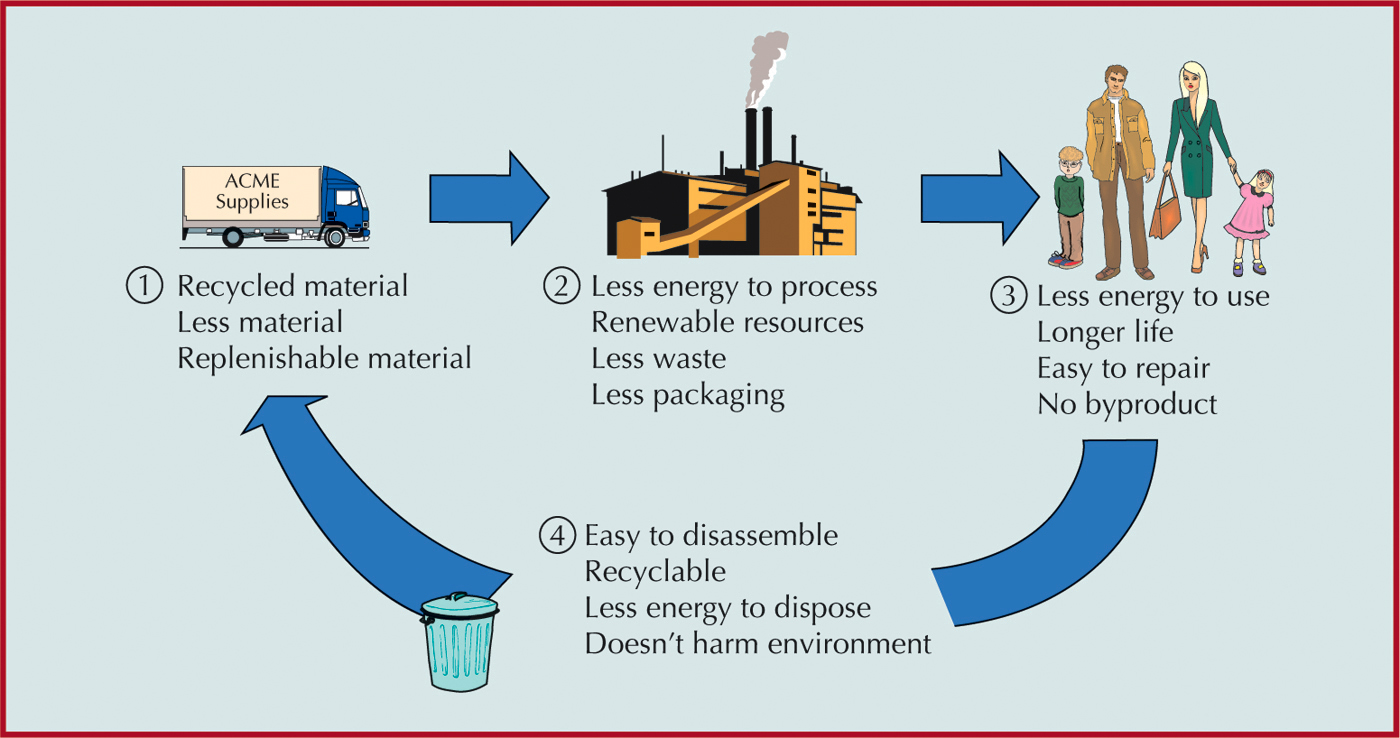 ACME
Supplies
1 Recycled material
Less material
Replenishable material
2 Less energy to process
Renewable resources
Less waste
Less packaging
3 Less energy to use
Longer life
Easy to repair
No byproduct
4 Easy to disassemble
Recyclable
Less energy to dispose
Doesn’t harm environment